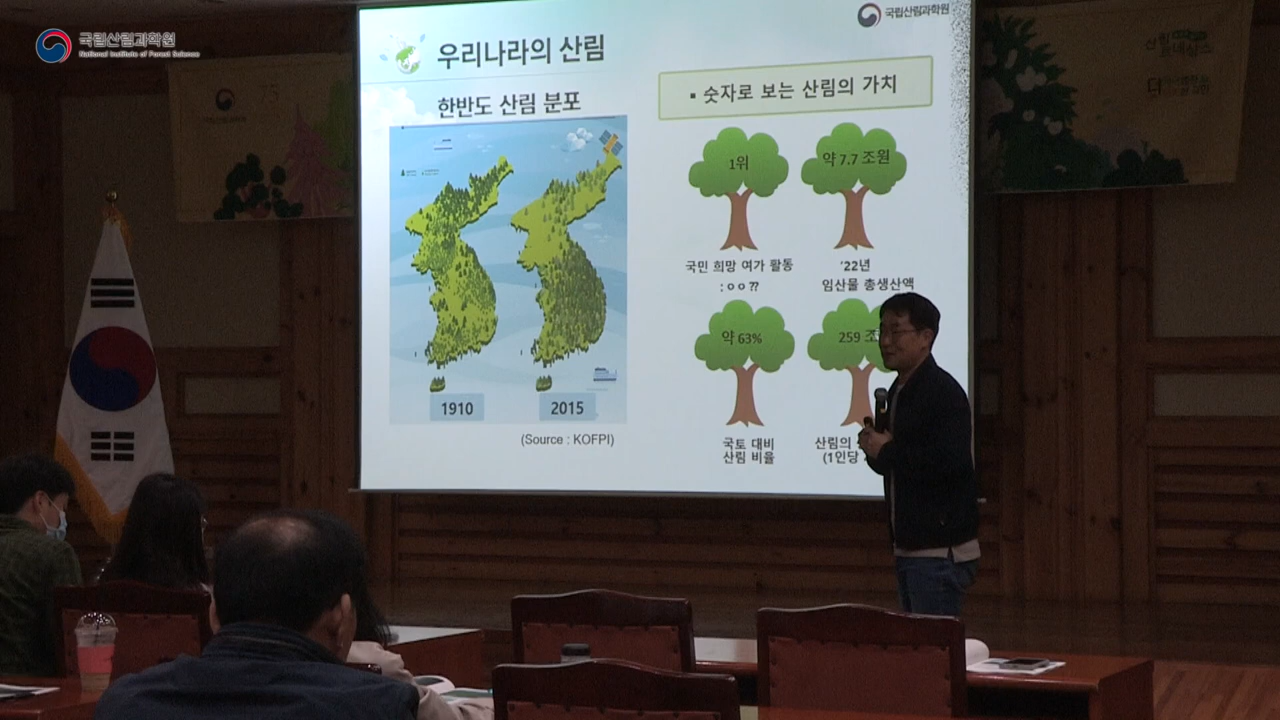 국립산림과학원
National Institute of Forest Science
국립산림과학원
우리나라의 산림
한반도 산림 분포
1910
2015
(Source : KOFPI)
▪ 숫자로 보는 산림의 가치
1위
국민 희망 여가 활동
: ㅇㅇ ??
약 7.7 조원
'22년
임산물 총생산액
약 63%
국토 대비
산림 비율
259 조
산림의
(1인당